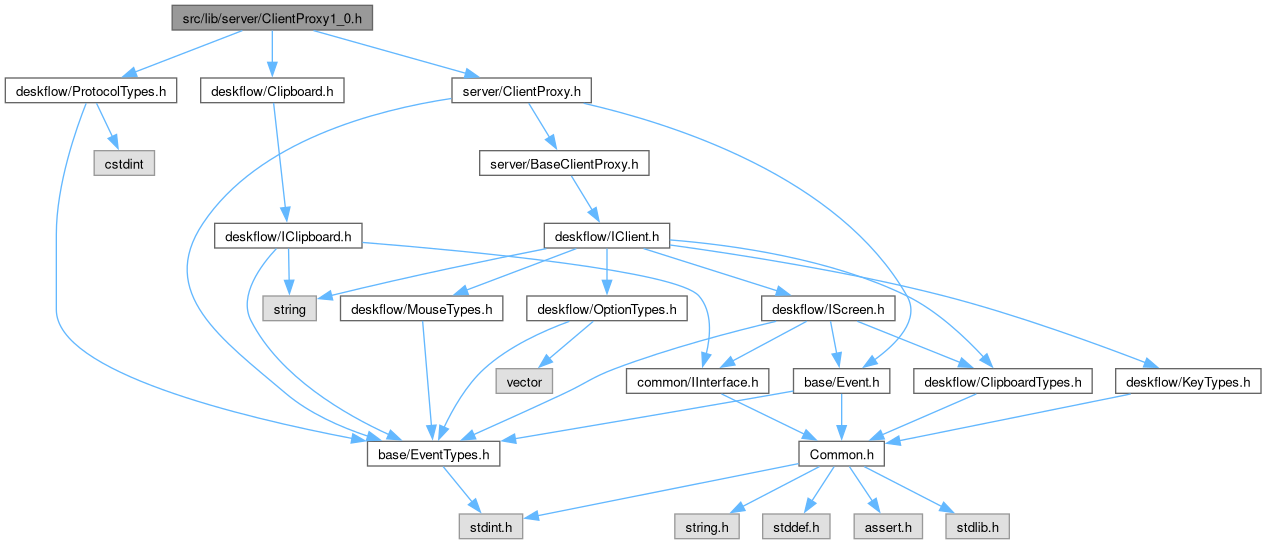 src/lib/server/ClientProxy1_0.h
deskflow/ProtocolTypes.h
deskflow/Clipboard.h
server/ClientProxy.h
cstdint
server/BaseClientProxy.h
deskflow/IClipboard.h
deskflow/IClient.h
string
deskflow/MouseTypes.h
deskflow/OptionTypes.h
deskflow/IScreen.h
vector
common/IInterface.h
base/Event.h
deskflow/ClipboardTypes.h
deskflow/KeyTypes.h
base/EventTypes.h
Common.h
stdint.h
string.h
stddef.h
assert.h
stdlib.h